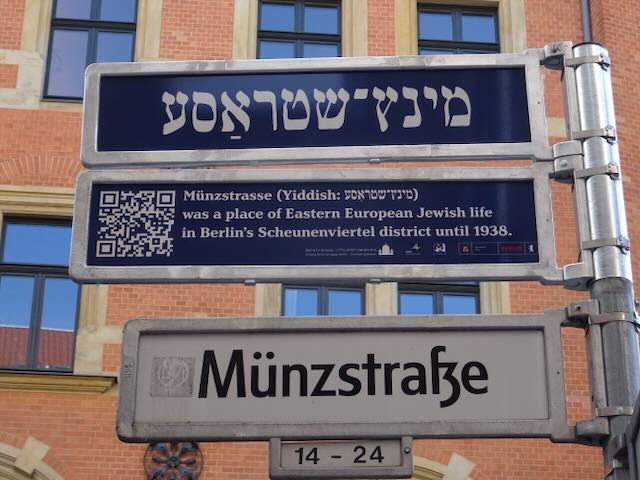 מינץ־שטראַסע
Münzstrasse (Yiddish: מינץ־שטראַסע)
was a place of Eastern European Jewish life
in Berlin's Scheunenviertel district until 1938.
Münzstraße
14 - 24